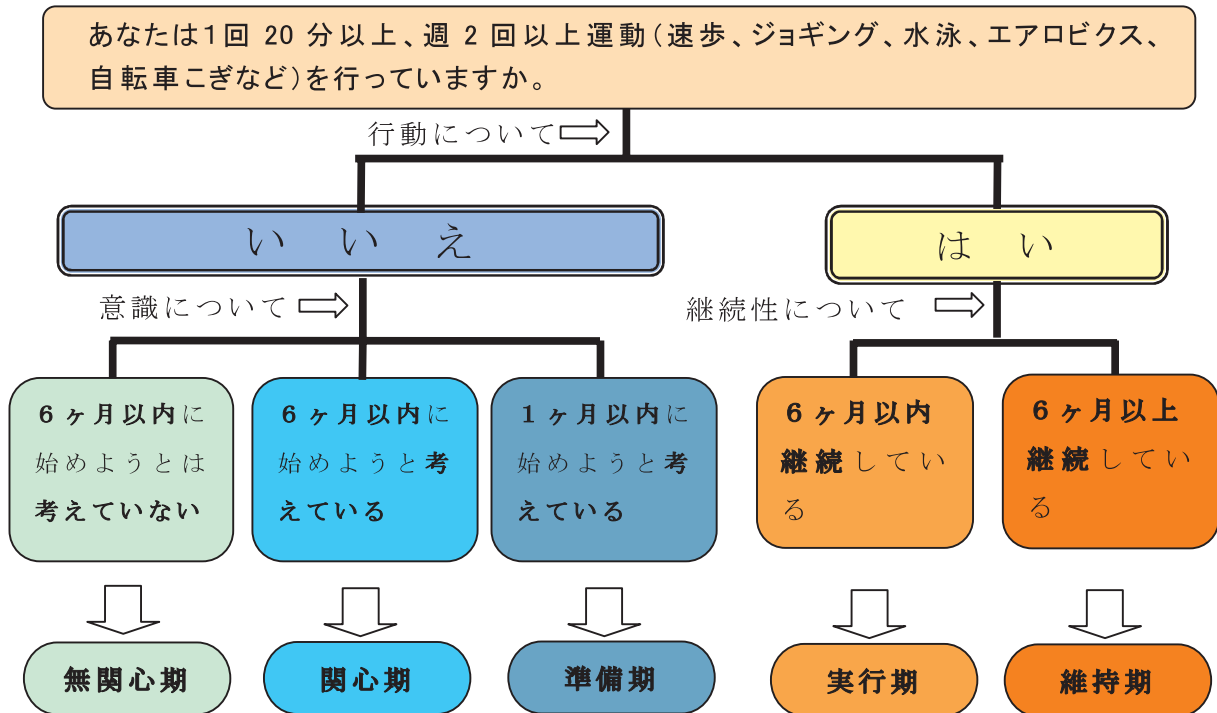 あなたは1回 20 分以上、週 2 回以上運動（速歩、ジョギング、水泳、エアロビクス、
自転車こぎなど）を行っていますか。
行動について
いいえ
はい
意識について
継続性について
6ヶ月以内に
始めようとは
考えていない
6ヶ月以内に
始めようと考
えている
1ヶ月以内に
始めようと考
えている
6ヶ月以内
継続してい
る
6ヶ月以上
継続してい
る
無関心期
関心期
準備期
実行期
維持期